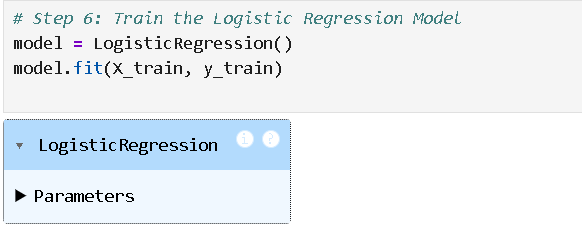 # Step 6: Train the Logistic Regression Model
model = LogisticRegression()
model.fit(X_train, y_train)
▾ LogisticRegression i ?
▶ Parameters